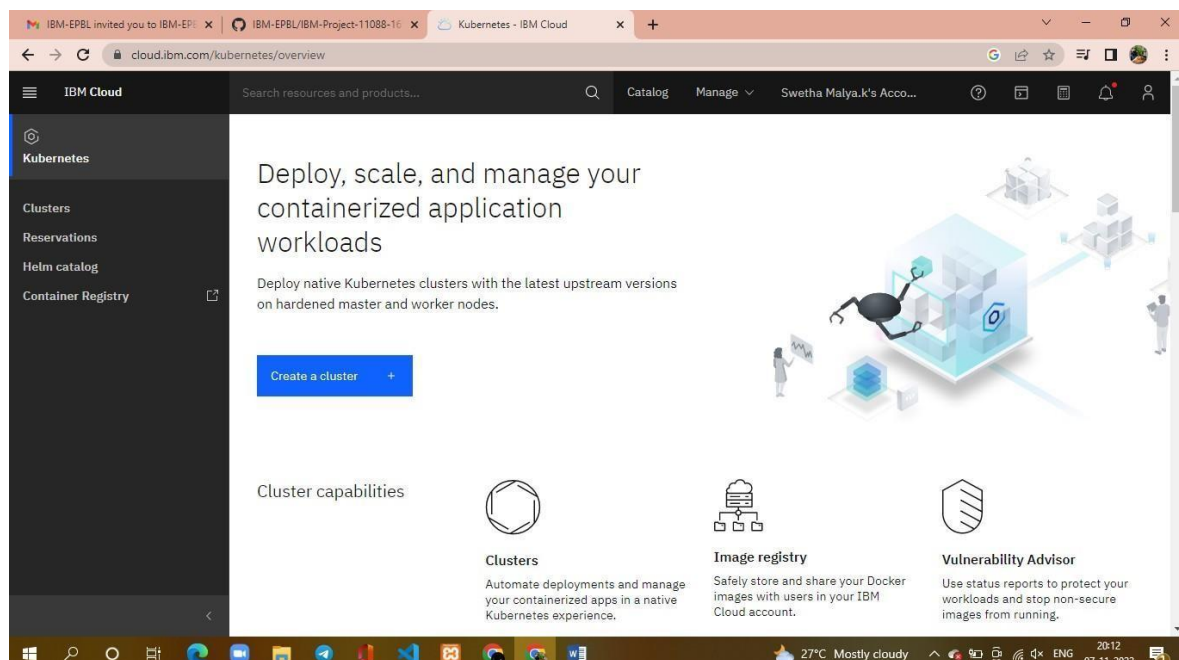 IBM-EPBL invited you to IBM-EPB
IBM-EPBL/IBM-Project-11088-16
Kubernetes - IBM Cloud
cloud.ibm.com/kubernetes/overview
IBM Cloud
Search resources and products...
Catalog
Manage
Swetha Malya.k's Acco...
Kubernetes
Clusters
Reservations
Helm catalog
Container Registry
Deploy, scale, and manage your
containerized application
workloads
Deploy native Kubernetes clusters with the latest upstream versions
on hardened master and worker nodes.
Create a cluster +
Cluster capabilities
Clusters
Automate deployments and manage
your containerized apps in a native
Kubernetes experience.
Image registry
Safely store and share your Docker
images with users in your IBM
Cloud account.
Vulnerability Advisor
Use status reports to protect your
workloads and stop non-secure
images from running.
27°C Mostly cloudy
ENG
20:12
07-11-2022